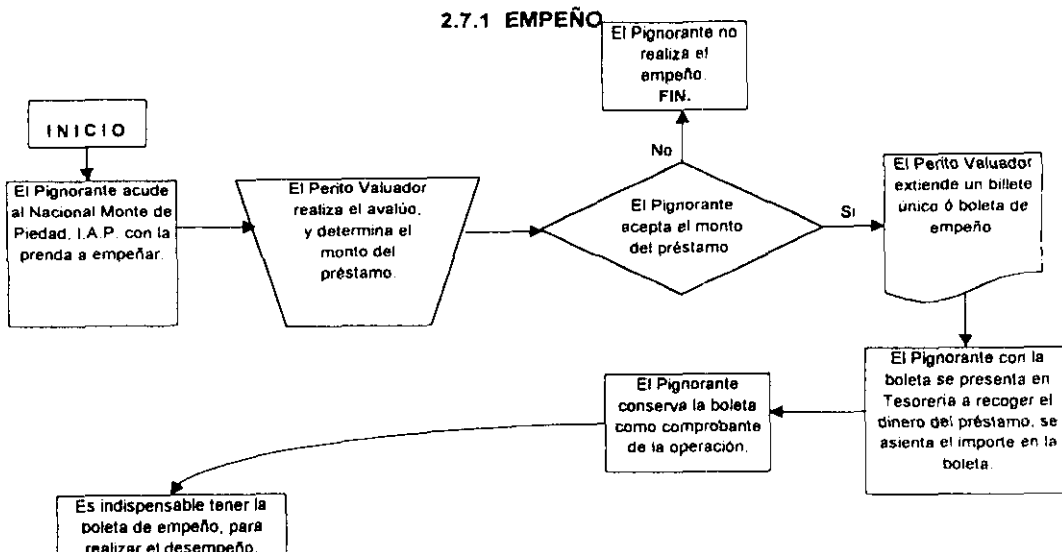 2.7.1 EMPEÑO
El Pignorante no
realiza el
empeño.
FIN.
INICIO
El Pignorante acude
al Nacional Monte de
Piedad, I.A.P. con la
prenda a empeñar.
El Perito Valuador
realiza el avalúo,
y determina el
monto del
préstamo.
No
El Pignorante
acepta el monto
del préstamo
Si
El Perito Valuador
extiende un billete
único ó boleta de
empeño
El Pignorante con la
boleta se presenta en
Tesoreria a recoger el
dinero del préstamo, se
asienta el importe en la
boleta.
El Pignorante
conserva la boleta
como comprobante
de la operación.
Es indispensable tener la
boleta de empeño, para
realizar el desempeño.